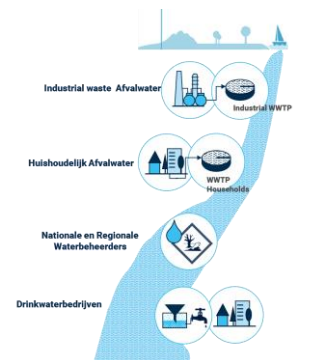 Industrial waste Afvalwater
Industrial WWTP
Huishoudelijk Afvalwater
WWTP
Households
Nationale en Regionale
Waterbeheerders
Drinkwaterbedrijven